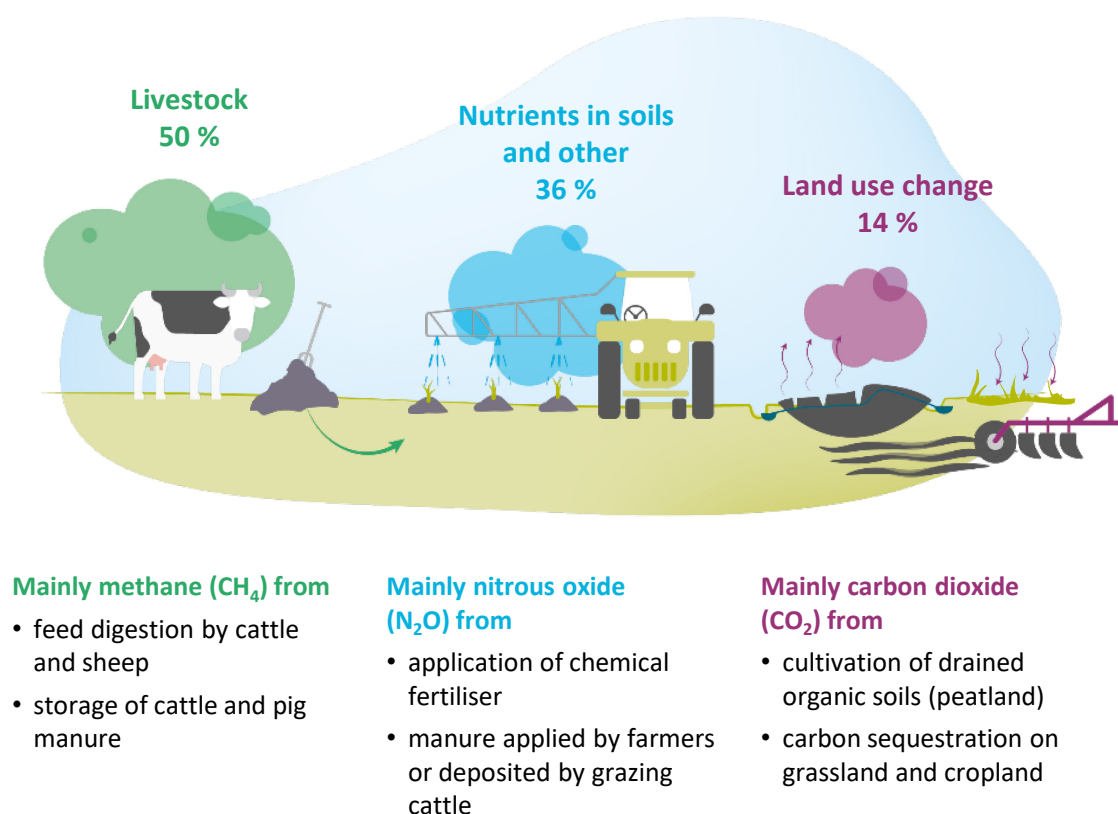 Livestock
50 %
Nutrients in soils
and other
36 %
Land use change
14 %
Mainly methane (CH₄) from
• feed digestion by cattle
and sheep
• storage of cattle and pig
manure
Mainly nitrous oxide
(N₂O) from
• application of chemical
fertiliser
• manure applied by farmers
or deposited by grazing
cattle
Mainly carbon dioxide
(CO₂) from
• cultivation of drained
organic soils (peatland)
• carbon sequestration on
grassland and cropland